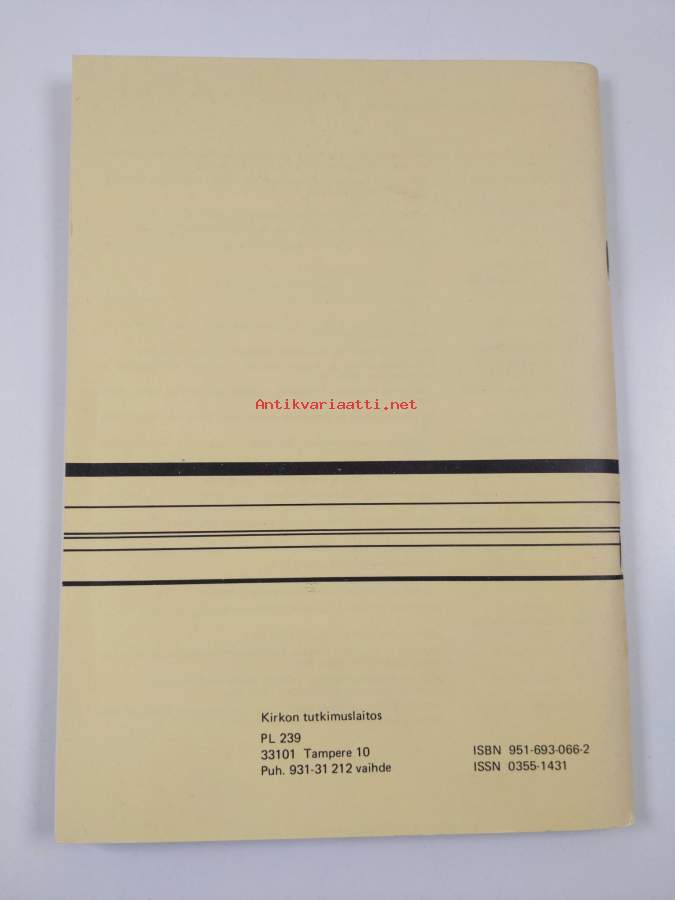 Antikvariaatti.net
Kirkon tutkimuslaitos
PL 239
33101 Tampere 10
Puh. 931-31 212 vaihde
ISBN 951-693-066-2
ISSN 0355-1431